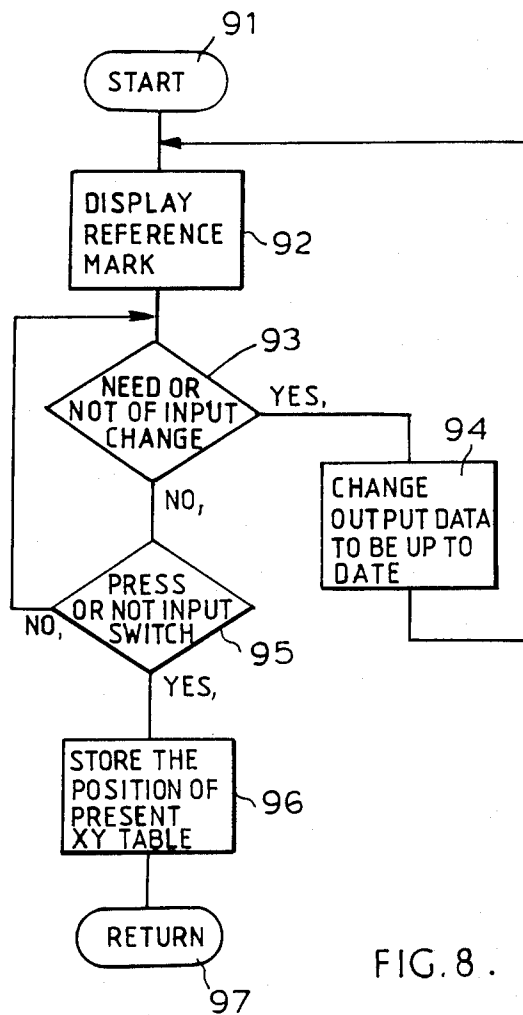 91
START
DISPLAY
REFERENCE
MARK
92
93
NEED OR
NOT OF INPUT
CHANGE
YES,
NO,
94
CHANGE
OUTPUT DATA
TO BE UP TO
DATE
PRESS
OR NOT INPUT
SWITCH
NO,
95
YES,
STORE THE
POSITION OF
PRESENT
XY TABLE
96
RETURN
97
FIG. 8.